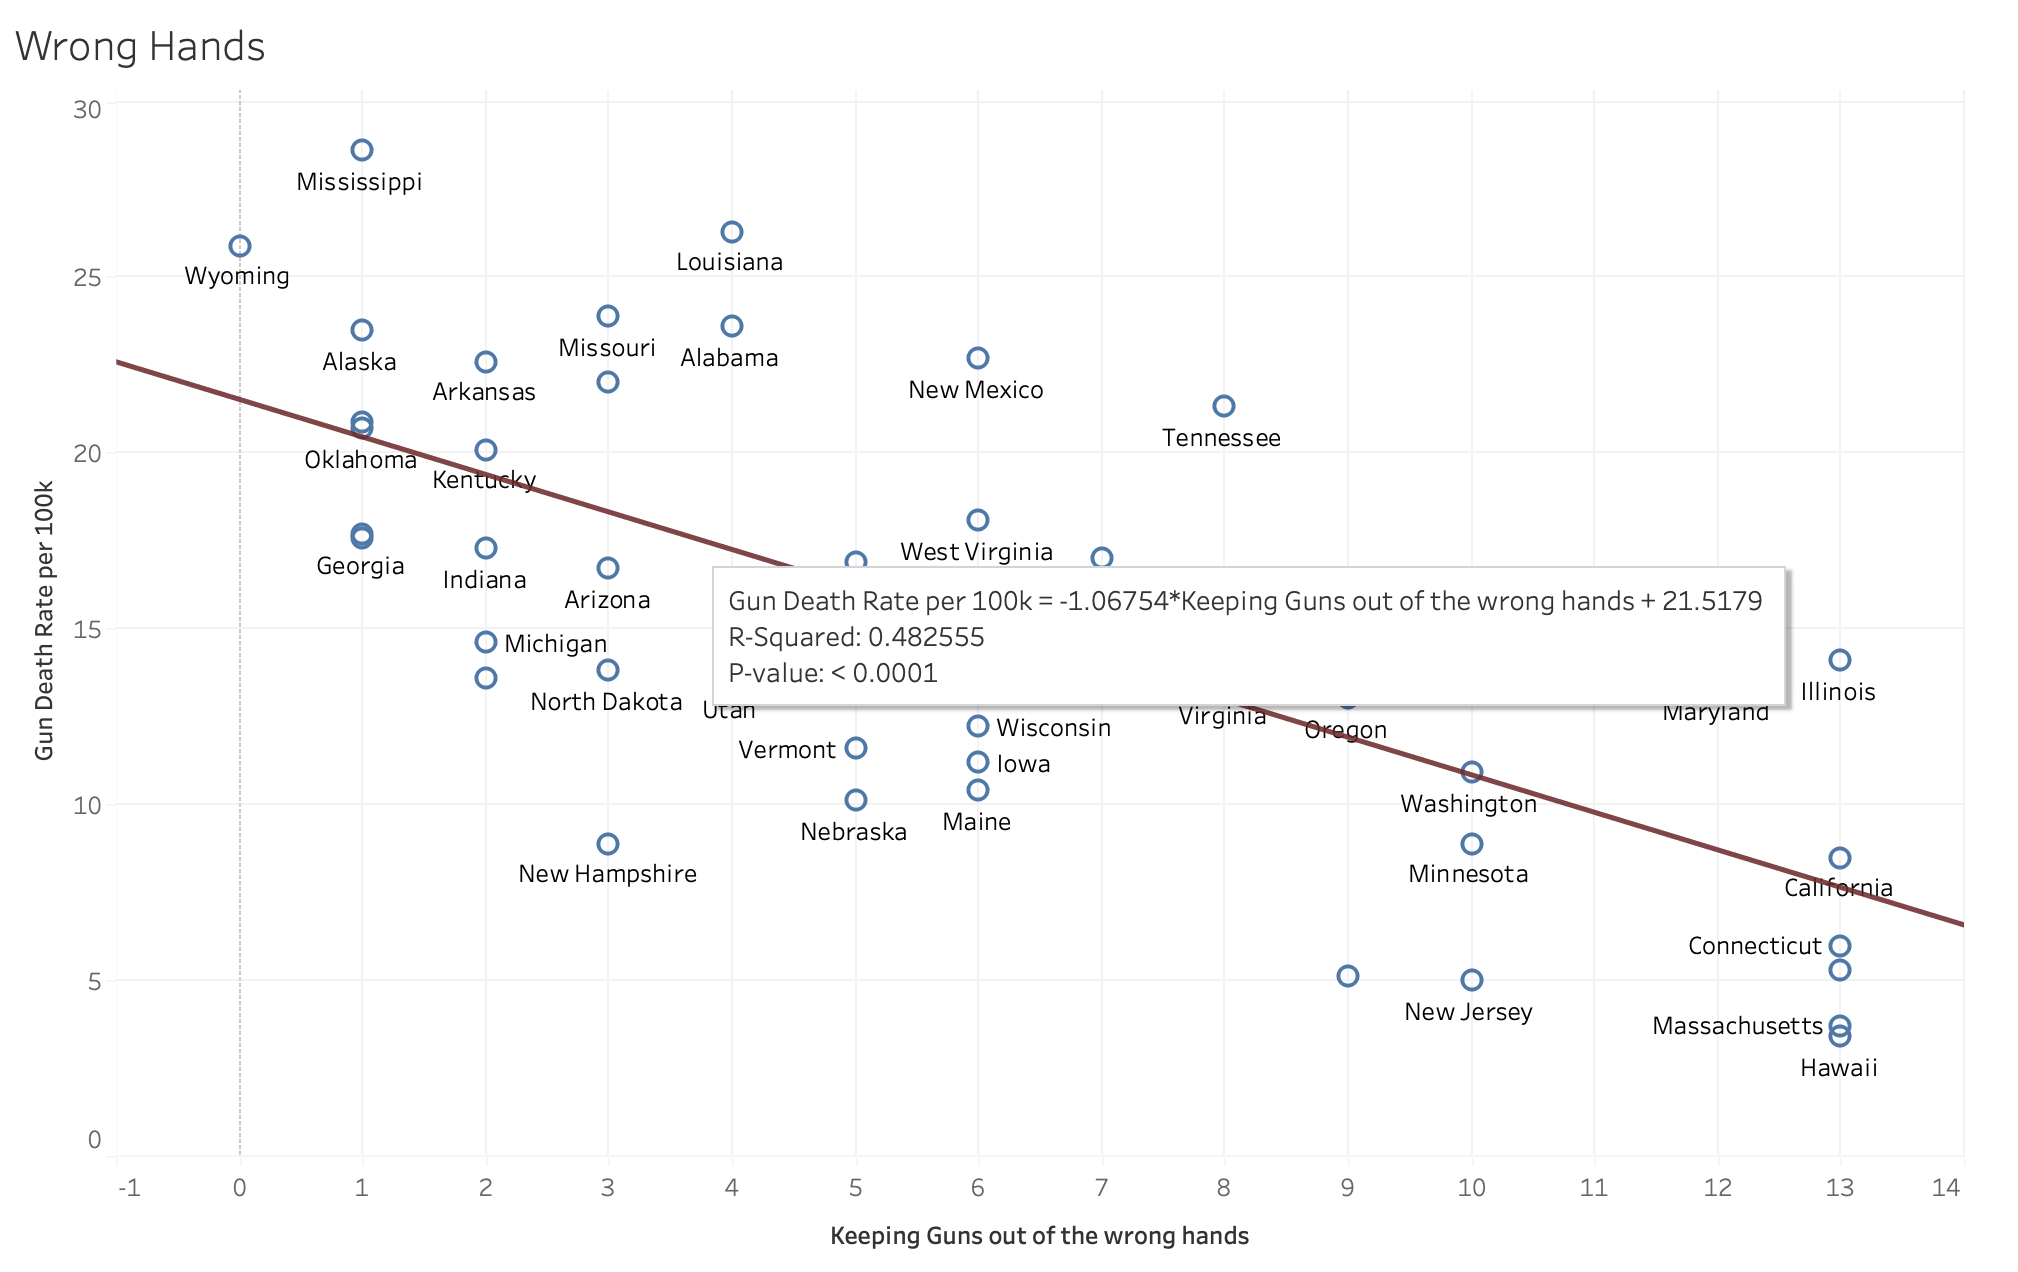 Wrong Hands
30
Mississippi
Louisiana
Wyoming
25
Missouri
Alabama
Alaska
Arkansas
New Mexico
Tennessee
20
Oklahoma
Kentucky
West Virginia
Georgia
Indiana
Arizona
Gun Death Rate per 100k = -1.06754*Keeping Guns out of the wrong hands + 21.5179
R-Squared: 0.482555
P-value: < 0.0001
15
Michigan
Illinois
North Dakota
Utah
Virginia
Maryland
Oregon
Wisconsin
Vermont
Iowa
10
Washington
Nebraska
Maine
New Hampshire
Minnesota
California
Connecticut
5
New Jersey
Massachusetts
Hawaii
0
-1 0 1 2 3 4 5 6 7 8 9 10 11 12 13 14
Keeping Guns out of the wrong hands
Gun Death Rate per 100k